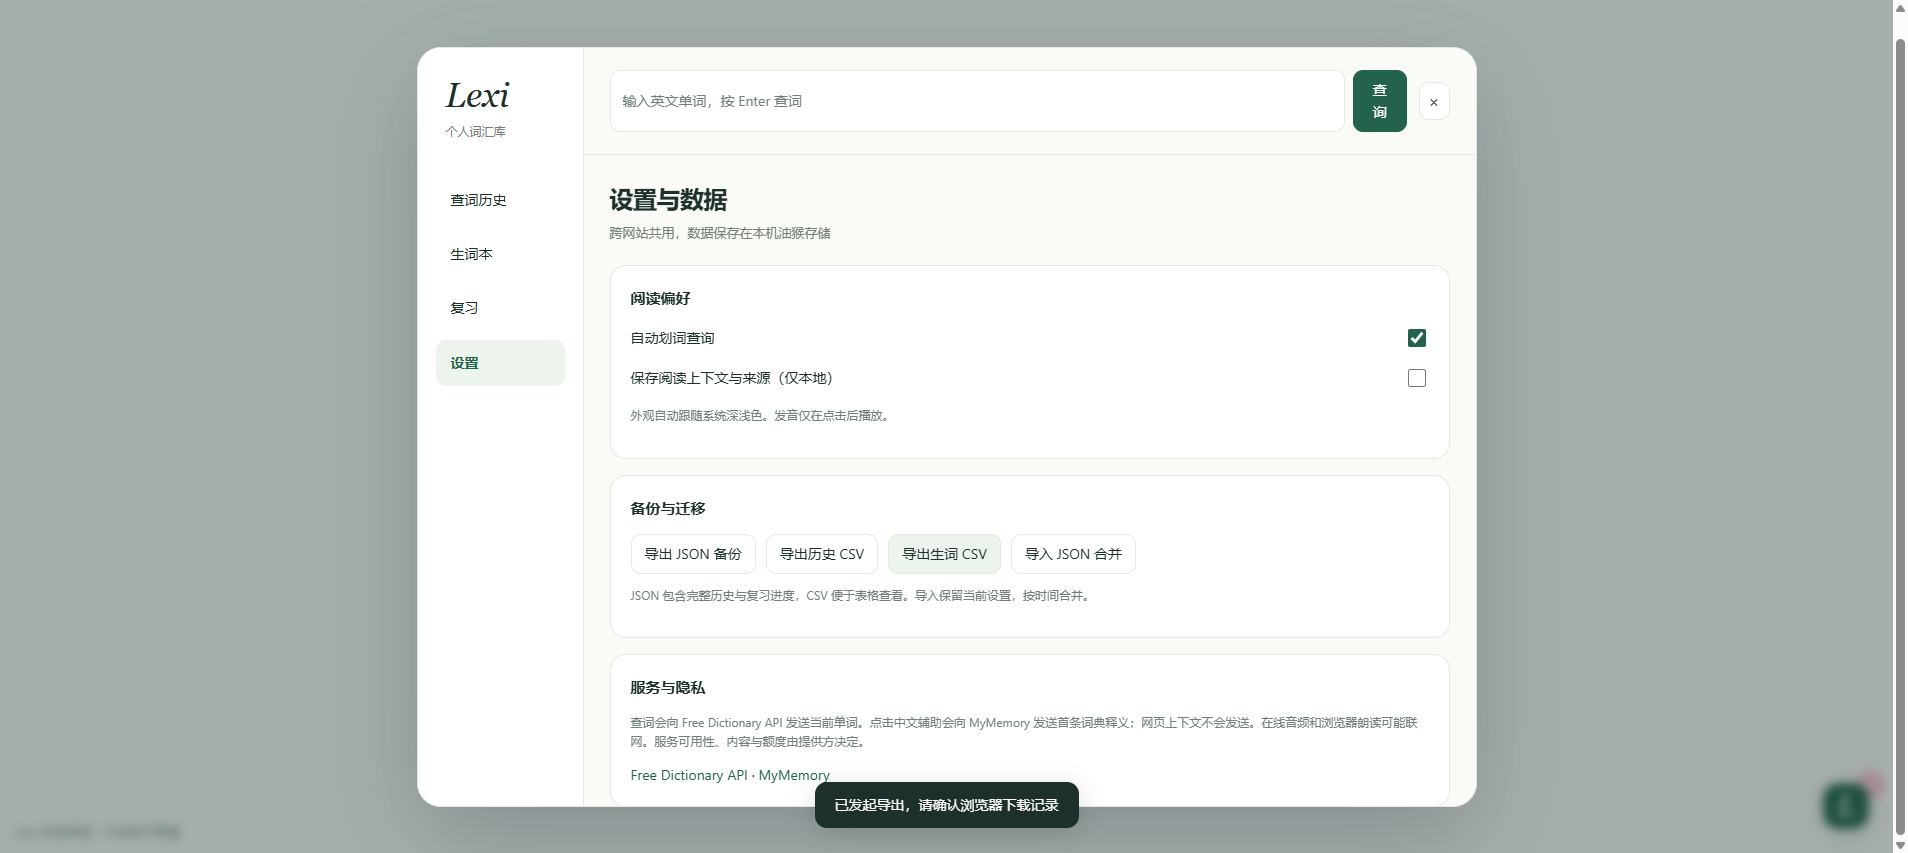 Lexi
个人词汇库
查词历史
生词本
复习
设置
输入英文单词，按 Enter 查词
查
询
×
设置与数据
跨网站共用，数据保存在本机油猴存储
阅读偏好
自动划词查询
保存阅读上下文与来源（仅本地）
外观自动跟随系统深浅色。发音仅在点击后播放。
备份与迁移
导出 JSON 备份
导出历史 CSV
导出生词 CSV
导入 JSON 合并
JSON 包含完整历史与复习进度，CSV 便于表格查看。导入保留当前设置，按时间合并。
服务与隐私
查词会向 Free Dictionary API 发送当前单词。点击中文辅助会向 MyMemory 发送首条词典释义；网页上下文不会发送。在线音频和浏览器朗读可能联
网。服务可用性、内容与额度由提供方决定。
Free Dictionary API · MyMemory
已发起导出，请确认浏览器下载记录